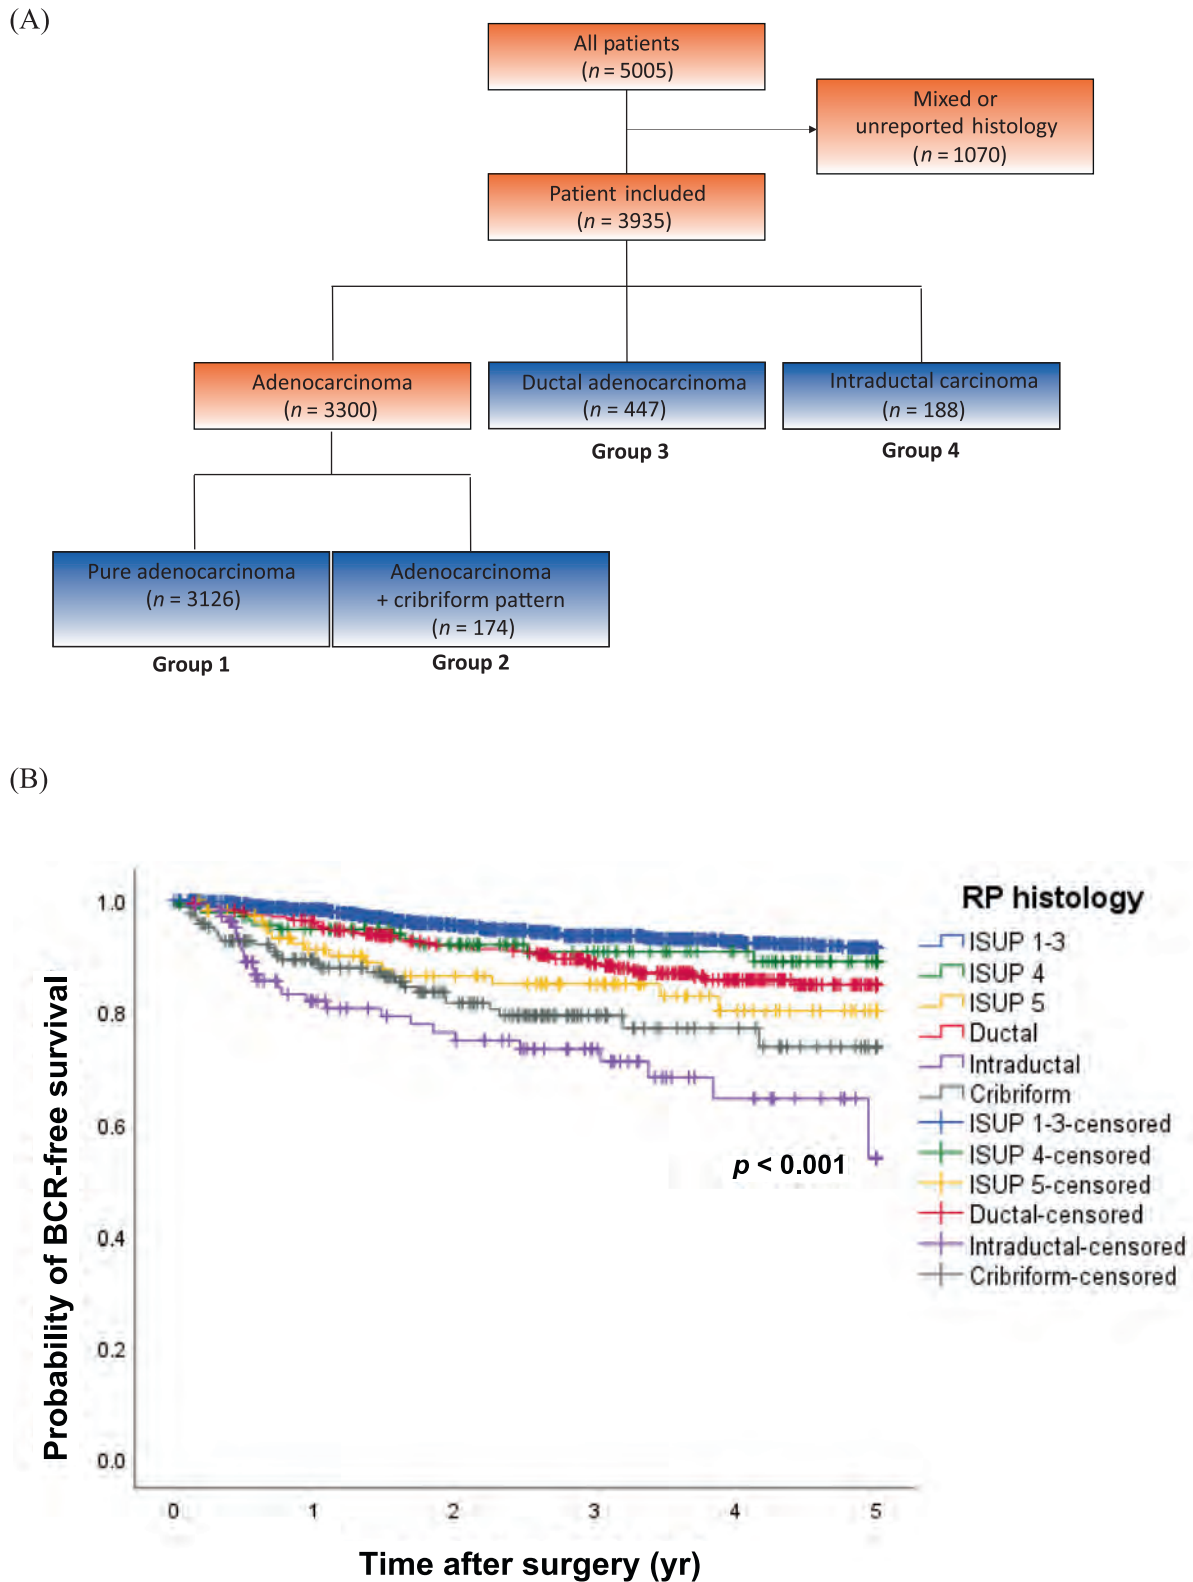 (A)
All patients
(n = 5005)
Mixed or
unreported histology
(n = 1070)
Patient included
(n = 3935)
Adenocarcinoma
(n = 3300)
Ductal adenocarcinoma
(n = 447)
Intraductal carcinoma
(n = 188)
Group 3
Group 4
Pure adenocarcinoma
(n = 3126)
Adenocarcinoma
+ cribriform pattern
(n = 174)
Group 1
Group 2
(B)
Probability of BCR-free survival
1.0
0.8
0.6
0.4
0.2
0.0
0 1 2 3 4 5
Time after surgery (yr)
p < 0.001
RP histology
ISUP 1-3
ISUP 4
ISUP 5
Ductal
Intraductal
Cribriform
ISUP 1-3-censored
ISUP 4-censored
ISUP 5-censored
Ductal-censored
Intraductal-censored
Cribriform-censored